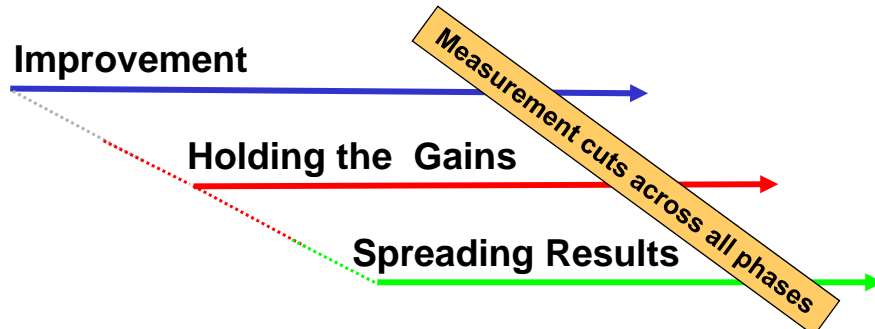 Improvement
Measurement cuts across all phases
Holding the  Gains
Spreading Results